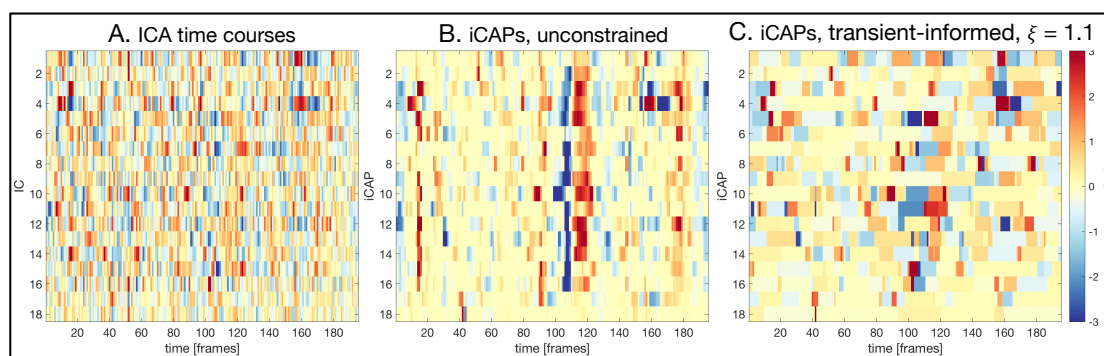 A. ICA time courses
B. iCAPs, unconstrained
C. iCAPs, transient-informed, ξ = 1.1
IC
2
4
6
8
10
12
14
16
18
20 40 60 80 100 120 140 160 180
time [frames]
iCAP
2
4
6
8
10
12
14
16
18
20 40 60 80 100 120 140 160 180
time [frames]
iCAP
2
4
6
8
10
12
14
16
18
20 40 60 80 100 120 140 160 180
time [frames]
3
2
1
0
-1
-2
-3